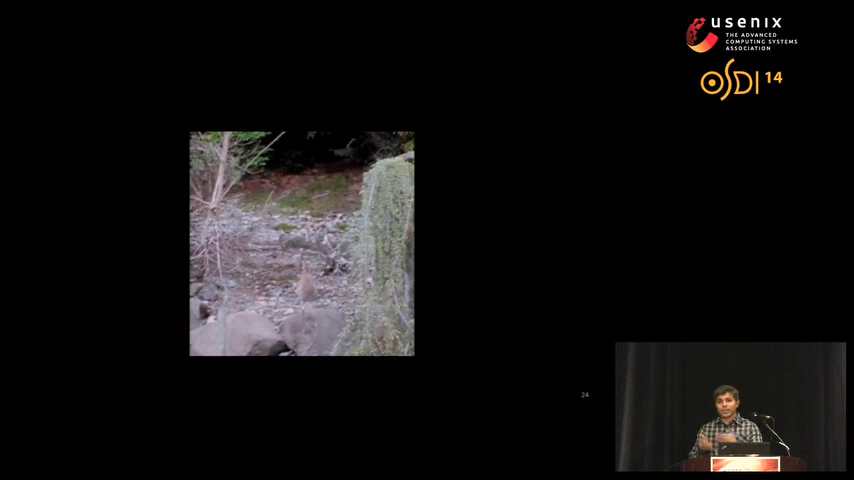 usenix
THE ADVANCED
COMPUTING SYSTEMS
ASSOCIATION
OSDI 14
24